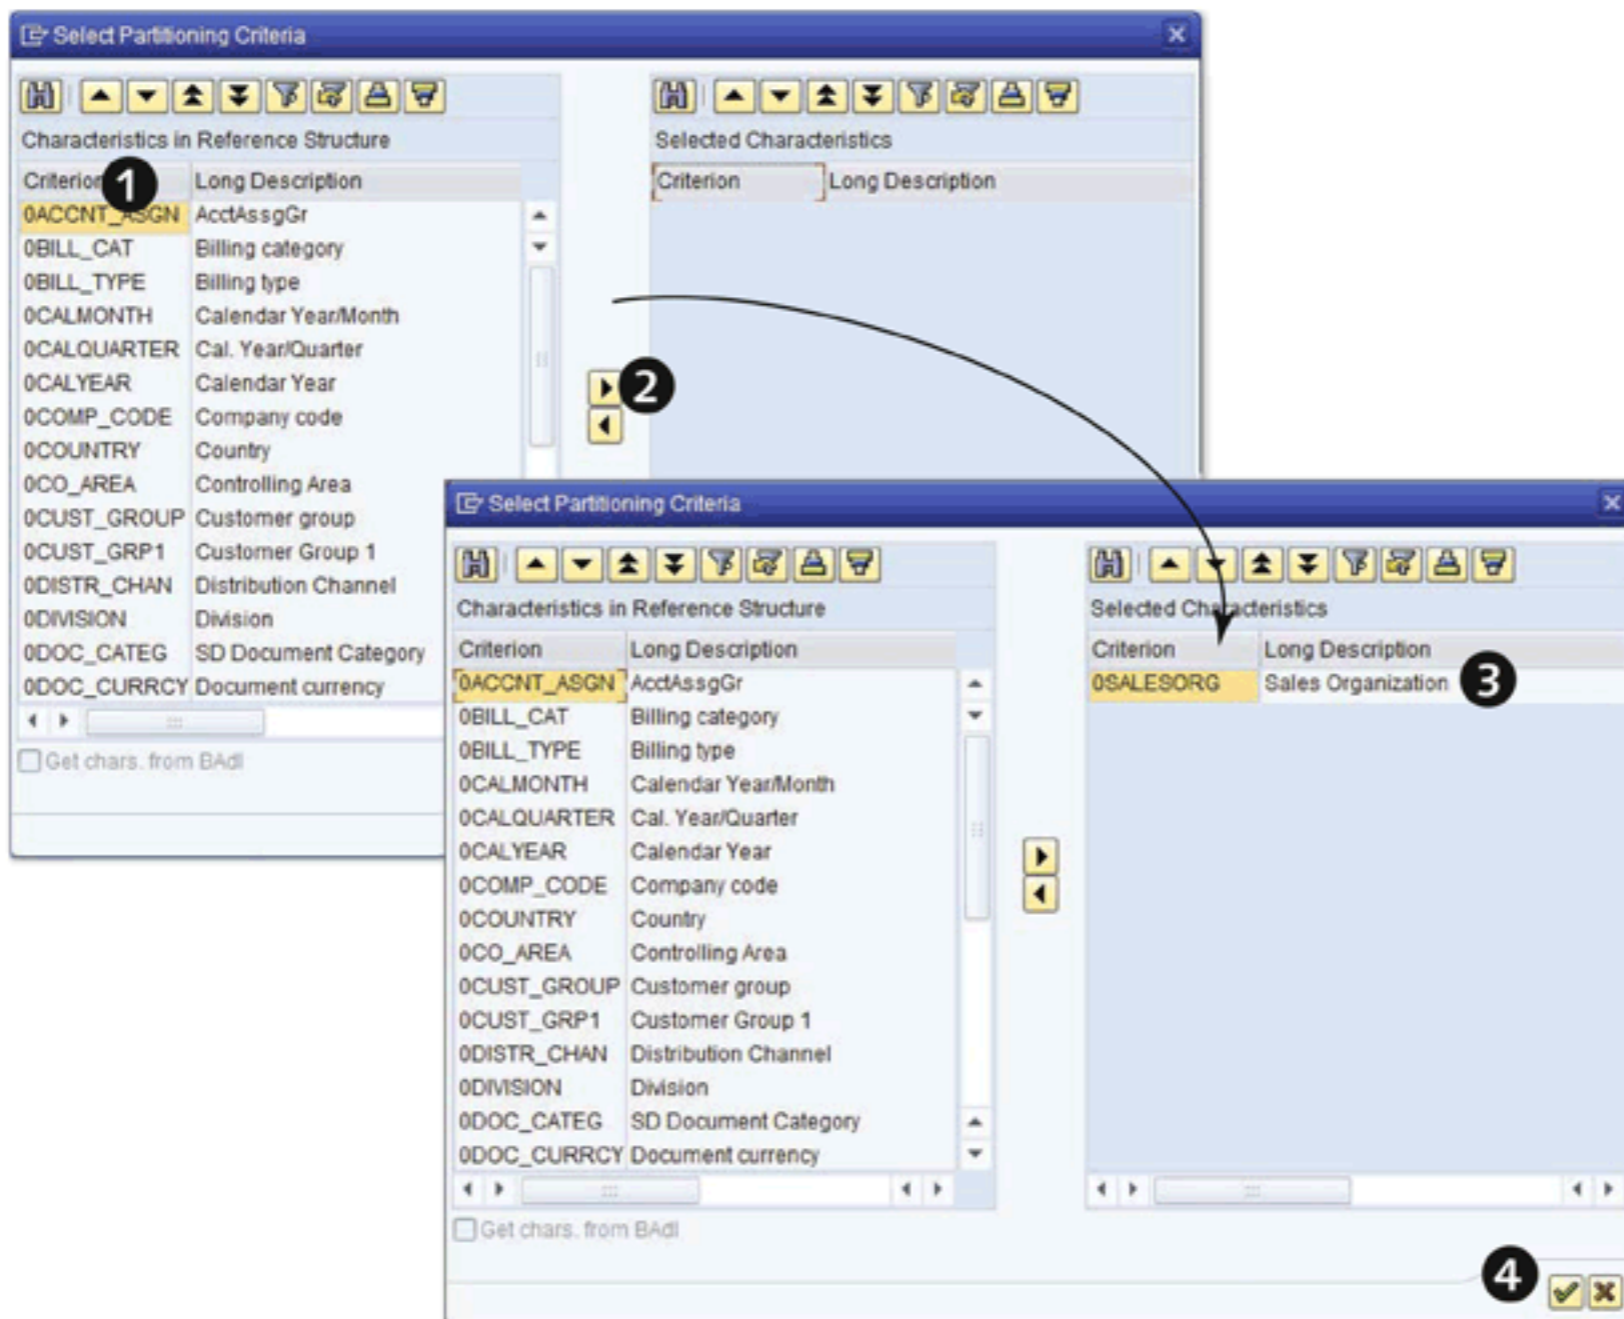 Select Partitioning Criteria
Characteristics in Reference Structure
Criterion Long Description
1
0ACCNT_ASGN AcctAssgGr
0BILL_CAT Billing category
0BILL_TYPE Billing type
0CALMONTH Calendar Year/Month
0CALQUARTER Cal. Year/Quarter
0CALYEAR Calendar Year
0COMP_CODE Company code
0COUNTRY Country
0CO_AREA Controlling Area
0CUST_GROUP Customer group
0CUST_GRP1 Customer Group 1
0DISTR_CHAN Distribution Channel
0DIVISION Division
0DOC_CATEG SD Document Category
0DOC_CURRCY Document currency
Get chars. from BAdI
2
Selected Characteristics
Criterion Long Description
Select Partitioning Criteria
Characteristics in Reference Structure
Criterion Long Description
0ACCNT_ASGN AcctAssgGr
0BILL_CAT Billing category
0BILL_TYPE Billing type
0CALMONTH Calendar Year/Month
0CALQUARTER Cal. Year/Quarter
0CALYEAR Calendar Year
0COMP_CODE Company code
0COUNTRY Country
0CO_AREA Controlling Area
0CUST_GROUP Customer group
0CUST_GRP1 Customer Group 1
0DISTR_CHAN Distribution Channel
0DIVISION Division
0DOC_CATEG SD Document Category
0DOC_CURRCY Document currency
Get chars. from BAdI
Selected Characteristics
Criterion Long Description
0SALESORG Sales Organization 3
4